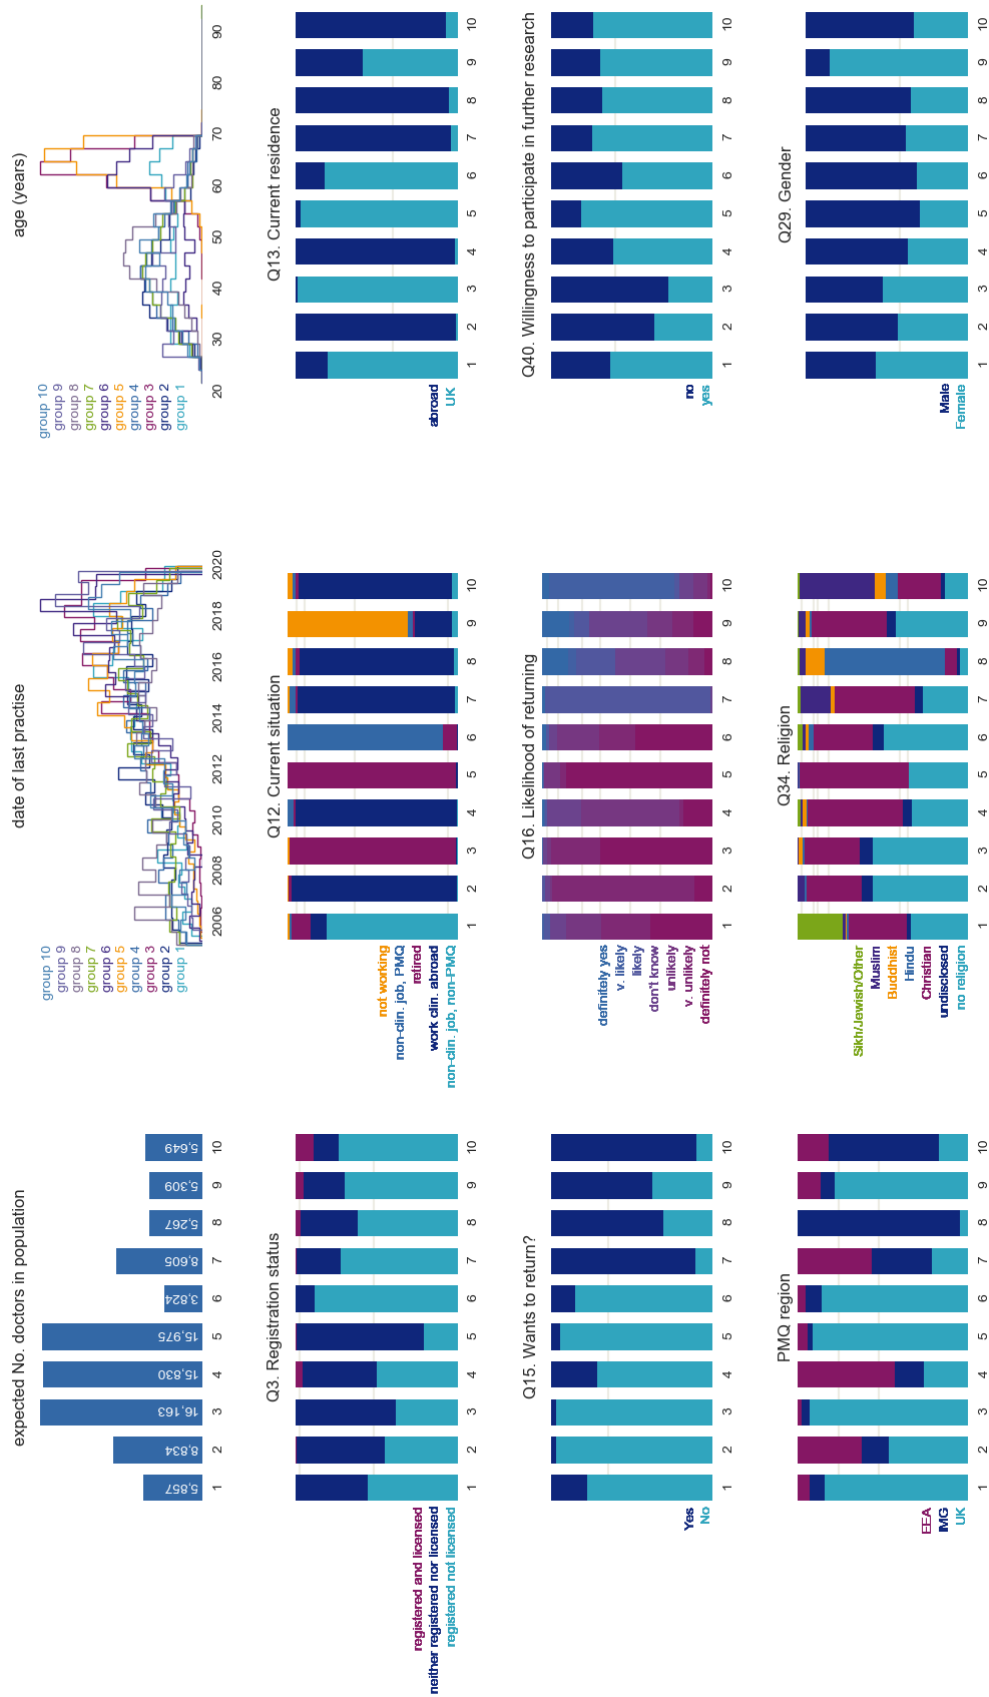 expected No. doctors in population
5,857
8,834
16,163
15,830
15,975
3,824
8,605
5,267
5,309
5,649
1 2 3 4 5 6 7 8 9 10
date of last practise
group 10
group 9
group 8
group 7
group 6
group 5
group 4
group 3
group 2
group 1
2006 2008 2010 2012 2014 2016 2018 2020
age (years)
group 10
group 9
group 8
group 7
group 6
group 5
group 4
group 3
group 2
group 1
20 30 40 50 60 70 80 90
Q3. Registration status
registered and licensed
neither registered nor licensed
registered not licensed
1 2 3 4 5 6 7 8 9 10
Q12. Current situation
not working
non-clin. job, PMQ
retired
work clin. abroad
non-clin. job, non-PMQ
1 2 3 4 5 6 7 8 9 10
Q13. Current residence
abroad
UK
1 2 3 4 5 6 7 8 9 10
Q15. Wants to return?
Yes
No
1 2 3 4 5 6 7 8 9 10
Q16. Likelihood of returning
definitely yes
v. likely
likely
don't know
unlikely
v. unlikely
definitely not
1 2 3 4 5 6 7 8 9 10
Q40. Willingness to participate in further research
no
yes
1 2 3 4 5 6 7 8 9 10
PMQ region
EEA
IMG
UK
1 2 3 4 5 6 7 8 9 10
Q34. Religion
Sikh/Jewish/Other
Muslim
Buddhist
Hindu
Christian
undisclosed
no religion
1 2 3 4 5 6 7 8 9 10
Q29. Gender
Male
Female
1 2 3 4 5 6 7 8 9 10